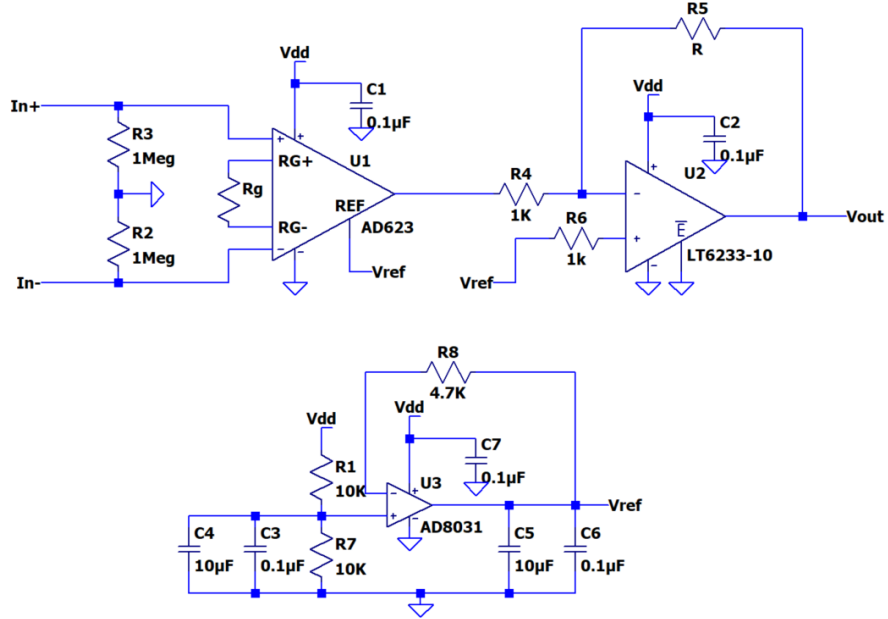 R5
R
Vdd
C1
0.1µF
In+
R3
1Meg
+
+
RG+
U1
Rg
R2
1Meg
RG-
REF
AD623
-
-
Vref
In-
R4
1K
R6
1k
Vref
Vdd
C2
0.1µF
U2
+
-
+
E
-
LT6233-10
Vout
R8
4.7K
Vdd
Vdd
C7
0.1µF
R1
10K
U3
+
-
+
-
AD8031
Vref
C4
10µF
C3
0.1µF
R7
10K
C5
10µF
C6
0.1µF